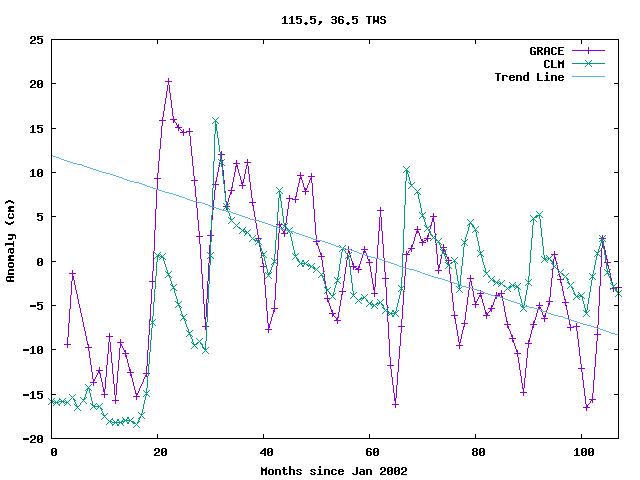 115.5, 36.5 TWS
GRACE
CLM
Trend Line
25
20
15
10
5
0
-5
-10
-15
-20
Anomaly (cm)
0 20 40 60 80 100
Months since Jan 2002